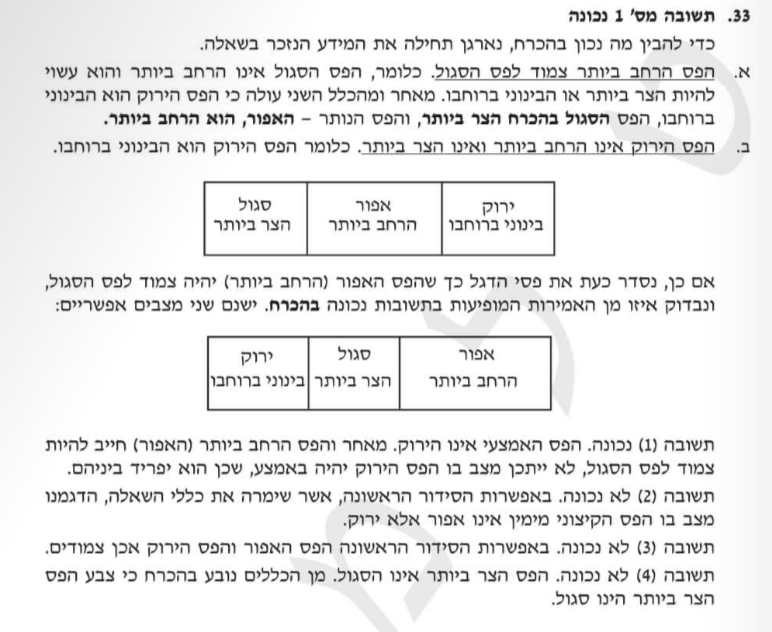 33. תשובה מס' 1 נכונה
כדי להבין מה נכון בהכרח, נארגן תחילה את המידע הנזכר בשאלה.
א. הפס הרחב ביותר צמוד לפס הסגול. כלומר, הפס הסגול אינו הרחב ביותר והוא עשוי
להיות הצר ביותר או הבינוני ברוחבו. מאחר ומהכלל השני עולה כי הפס הירוק הוא הבינוני
ברוחבו, הפס הסגול בהכרח הצר ביותר, והפס הנותר – האפור, הוא הרחב ביותר.
ב. הפס הירוק אינו הרחב ביותר ואינו הצר ביותר. כלומר הפס הירוק הוא הבינוני ברוחבו.
ירוק אפור סגול
בינוני ברוחבו הרחב ביותר הצר ביותר
אם כן, נסדר כעת את פסי הדגל כך שהפס האפור (הרחב ביותר) יהיה צמוד לפס הסגול,
ונבדוק איזו מן האמירות המופיעות בתשובות נכונה בהכרח. ישנם שני מצבים אפשריים:
אפור סגול ירוק
הרחב ביותר הצר ביותר בינוני ברוחבו
תשובה (1) נכונה. הפס האמצעי אינו הירוק. מאחר והפס הרחב ביותר (האפור) חייב להיות
צמוד לפס הסגול, לא ייתכן מצב בו הפס הירוק יהיה באמצע, שכן הוא יפריד ביניהם.
תשובה (2) לא נכונה. באפשרות הסידור הראשונה, אשר שימרה את כללי השאלה, הדגמנו
מצב בו הפס הקיצוני מימין אינו אפור אלא ירוק.
תשובה (3) לא נכונה. באפשרות הסידור הראשונה הפס האפור והפס הירוק אכן צמודים.
תשובה (4) לא נכונה. הפס הצר ביותר אינו הסגול. מן הכללים נובע בהכרח כי צבע הפס
הצר ביותר הינו סגול.